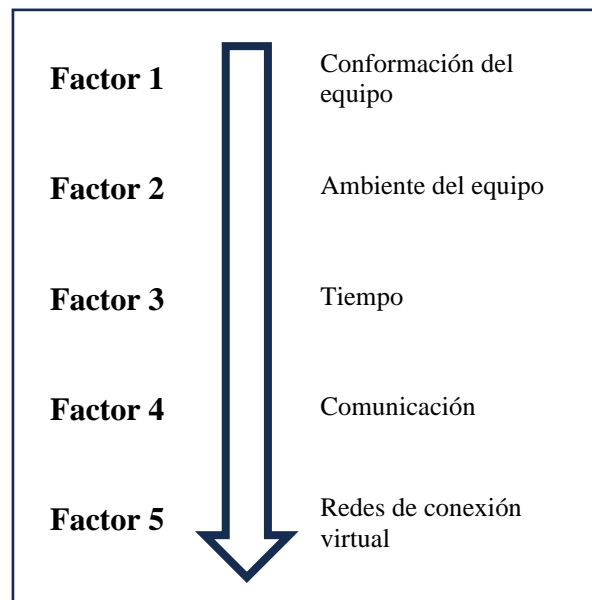 Factor 1
Conformación del
equipo
Factor 2
Ambiente del equipo
Factor 3
Tiempo
Factor 4
Comunicación
Factor 5
Redes de conexión
virtual